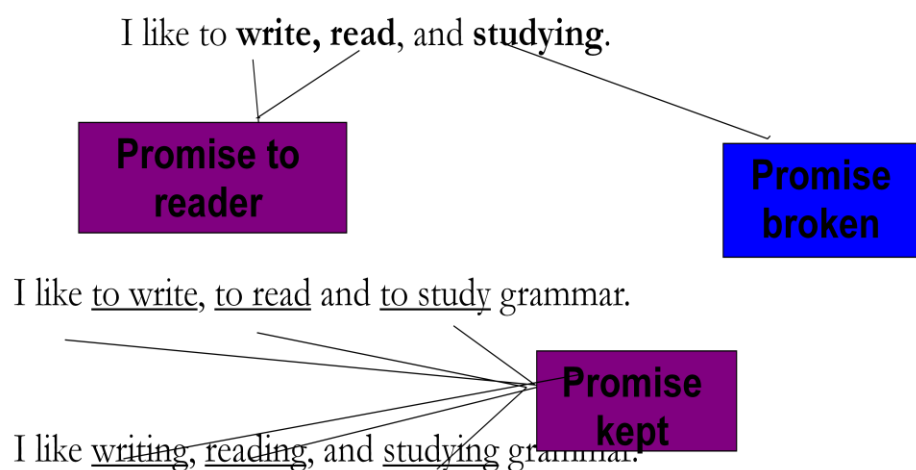 I like to write, read, and studying.
Promise to
reader
Promise
broken
I like to write, to read and to study grammar.
Promise
kept
I like writing, reading, and studying grammar.